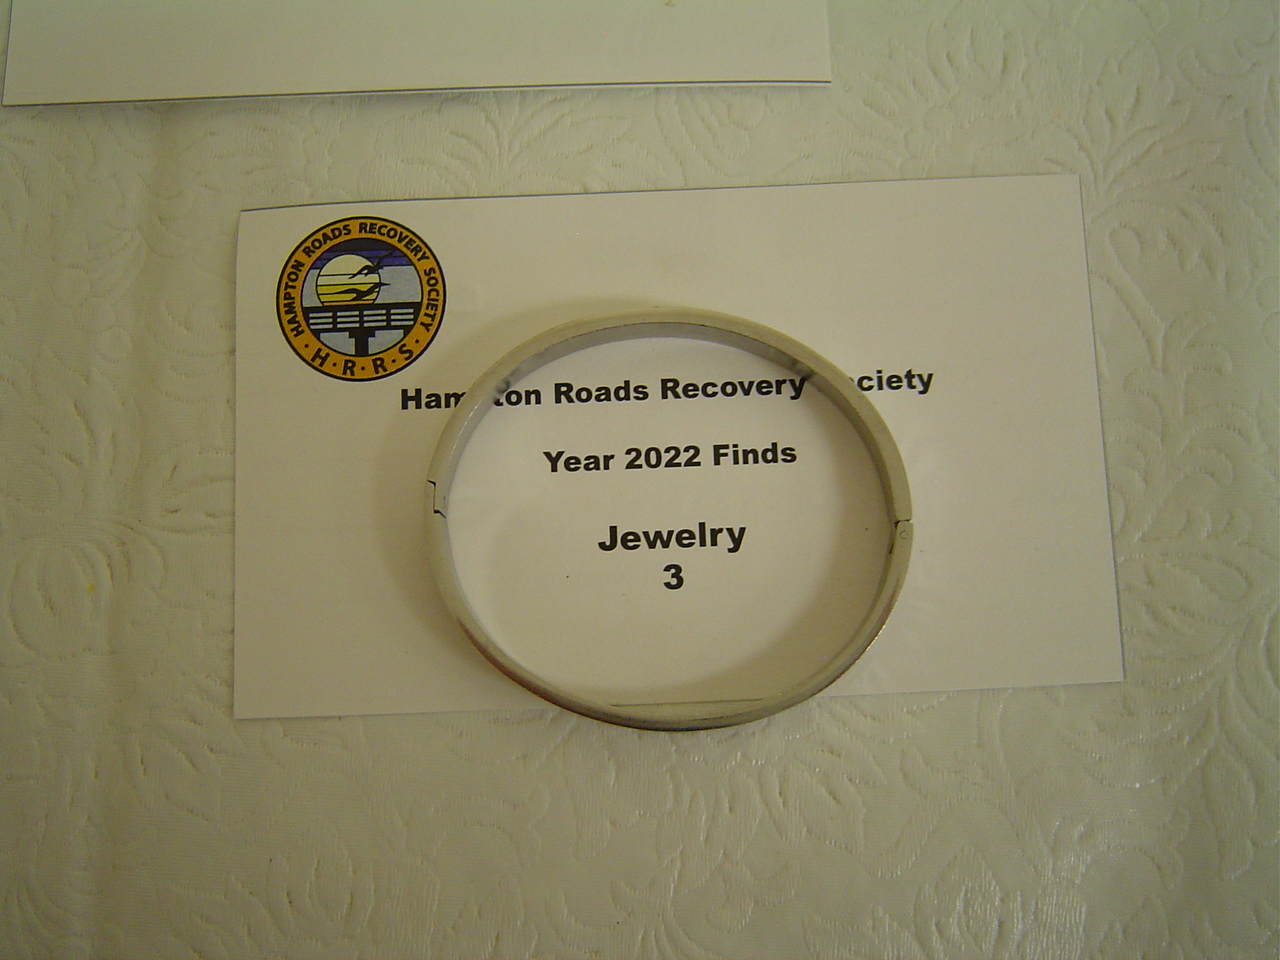 HAMPTON ROADS RECOVERY SOCIETY
· H · R · R · S ·
Ham ton Roads Recovery ciety
Year 2022 Finds
Jewelry
3